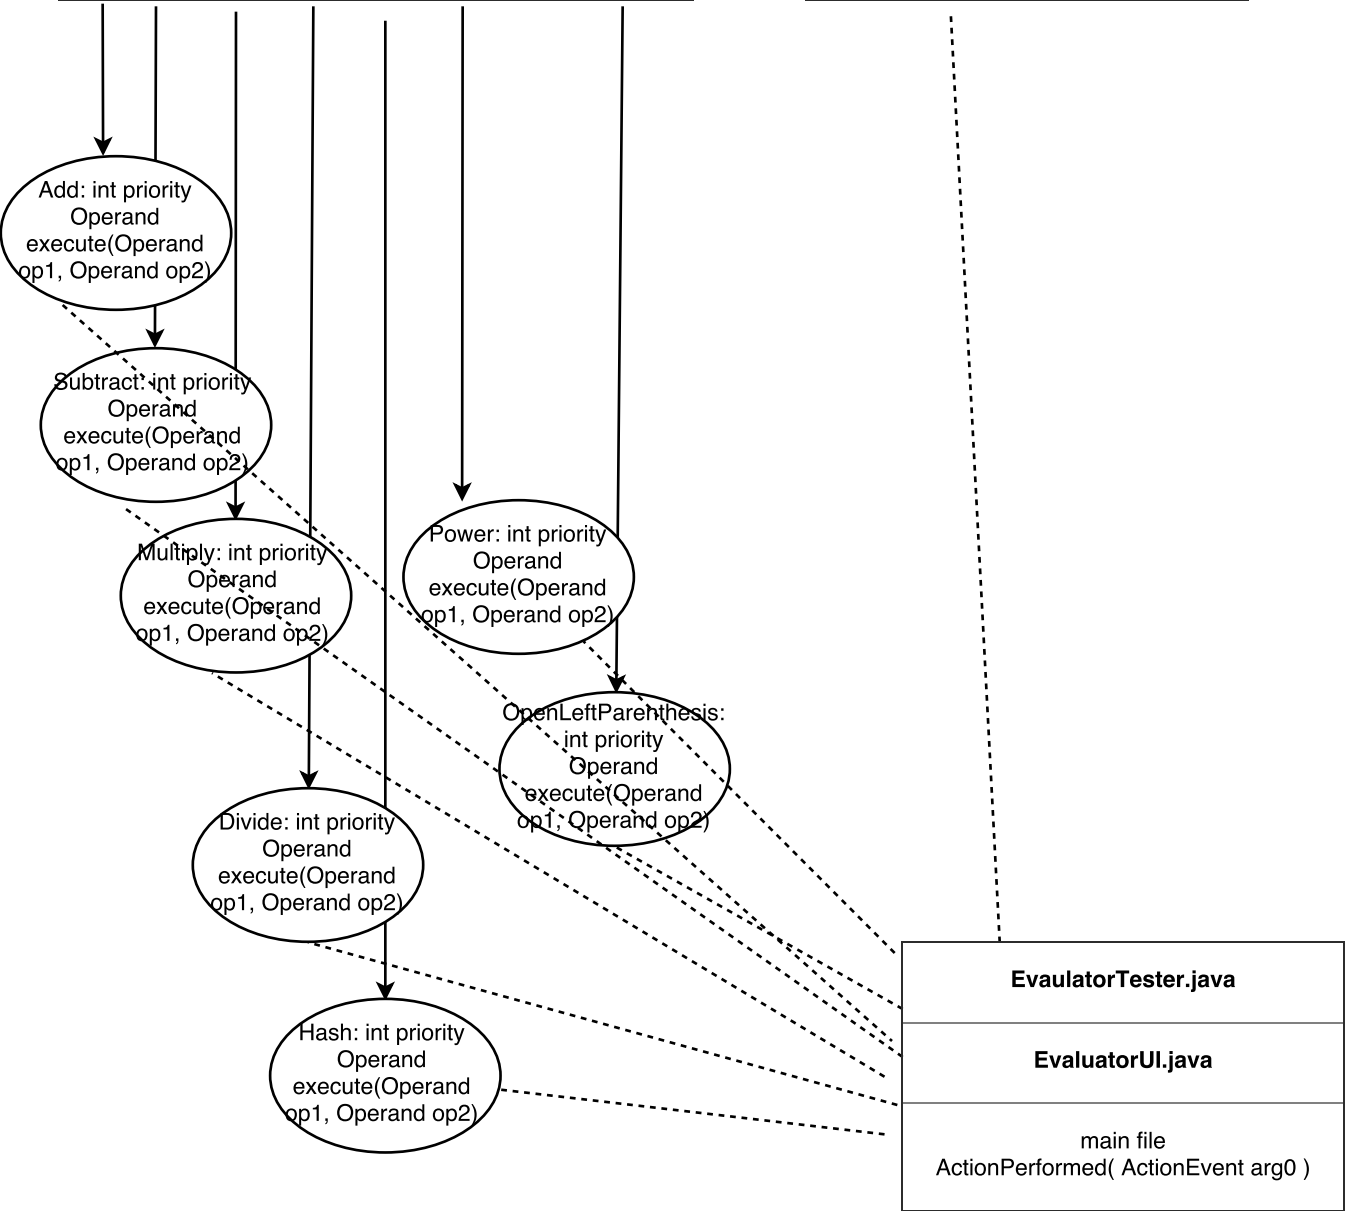 Add: int priority
Operand
execute(Operand
op1, Operand op2)
Subtract: int priority
Operand
execute(Operand
op1, Operand op2)
Multiply: int priority
Operand
execute(Operand
op1, Operand op2)
Power: int priority
Operand
execute(Operand
op1, Operand op2)
OpenLeftParenthesis:
int priority
Operand
execute(Operand
op1, Operand op2)
Divide: int priority
Operand
execute(Operand
op1, Operand op2)
Hash: int priority
Operand
execute(Operand
op1, Operand op2)
EvaulatorTester.java
EvaluatorUI.java
main file
ActionPerformed( ActionEvent arg0 )